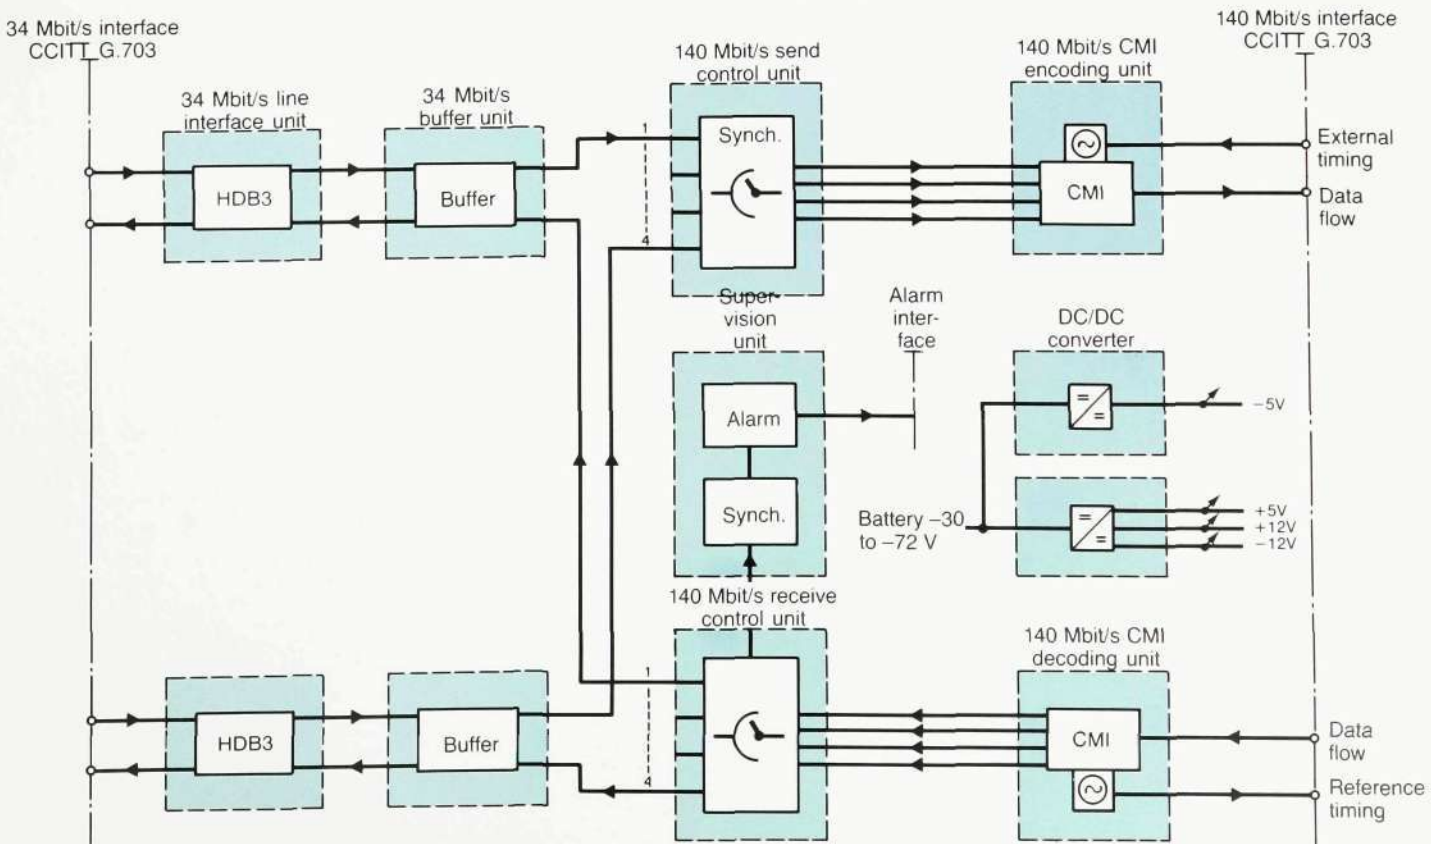 34 Mbit/s interface
CCITT G.703
140 Mbit/s interface
CCITT G.703
34 Mbit/s line
interface unit
34 Mbit/s
buffer unit
140 Mbit/s send
control unit
140 Mbit/s CMI
encoding unit
HDB3
Buffer
1
4
Synch.
CMI
External
timing
Data
flow
Super-
vision
unit
Alarm
inter-
face
DC/DC
converter
Alarm
Synch.
−5V
Battery −30
to −72 V
+5V
+12V
−12V
140 Mbit/s receive
control unit
140 Mbit/s CMI
decoding unit
HDB3
Buffer
1
4
CMI
Data
flow
Reference
timing